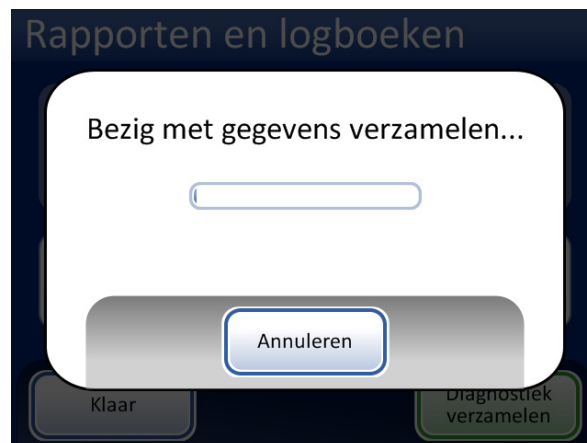 Rapporten en logboeken
Bezig met gegevens verzamelen...
Annuleren
Klaar
Diagnostiek
verzamelen